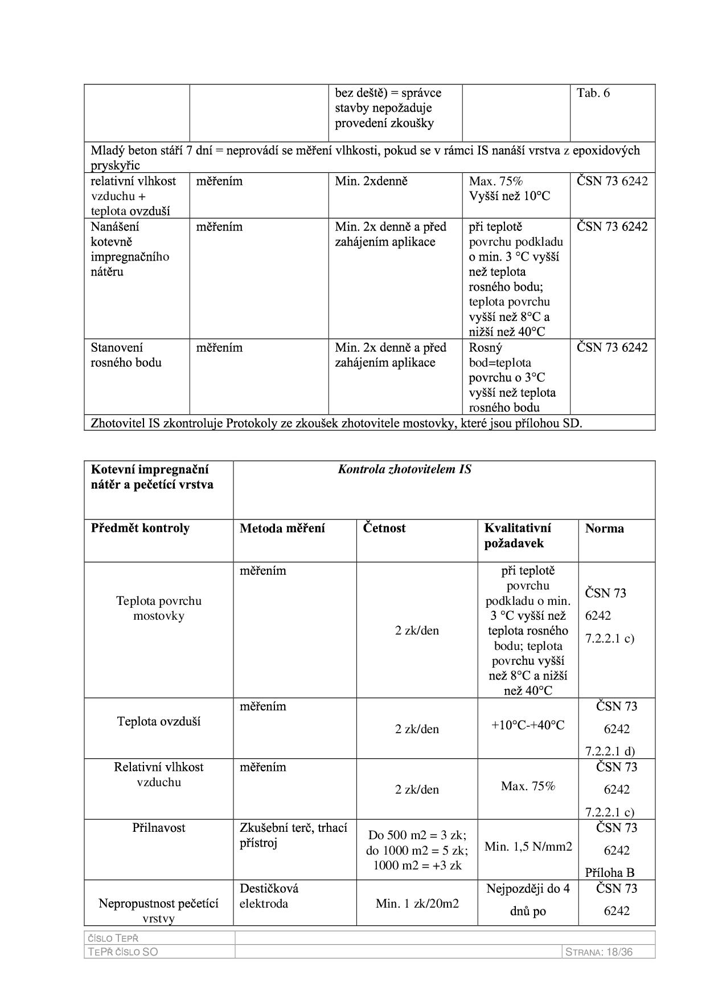 bez deště) = správce
stavby nepožaduje
provedení zkoušky
Tab. 6
Mladý beton stáří 7 dní = neprovádí se měření vlhkosti, pokud se v rámci IS nanáší vrstva z epoxidových
pryskyřic
relativní vlhkost
vzduchu +
teplota ovzduší
měřením
Min. 2xdenně
Max. 75%
Vyšší než 10°C
ČSN 73 6242
Nanášení
kotevně
impregnačního
nátěru
měřením
Min. 2x denně a před
zahájením aplikace
při teplotě
povrchu podkladu
o min. 3 °C vyšší
než teplota
rosného bodu;
teplota povrchu
vyšší než 8°C a
nižší než 40°C
ČSN 73 6242
Stanovení
rosného bodu
měřením
Min. 2x denně a před
zahájením aplikace
Rosný
bod=teplota
povrchu o 3°C
vyšší než teplota
rosného bodu
ČSN 73 6242
Zhotovitel IS zkontroluje Protokoly ze zkoušek zhotovitele mostovky, které jsou přílohou SD.
Kotevní impregnační
nátěr a pečetící vrstva
Kontrola zhotovitelem IS
Předmět kontroly
Metoda měření
Četnost
Kvalitativní
požadavek
Norma
Teplota povrchu
mostovky
měřením
2 zk/den
při teplotě
povrchu
podkladu o min.
3 °C vyšší než
teplota rosného
bodu; teplota
povrchu vyšší
než 8°C a nižší
než 40°C
ČSN 73
6242
7.2.2.1 c)
Teplota ovzduší
měřením
2 zk/den
+10°C-+40°C
ČSN 73
6242
7.2.2.1 d)
Relativní vlhkost
vzduchu
měřením
2 zk/den
Max. 75%
ČSN 73
6242
7.2.2.1 c)
Přilnavost
Zkušební terč, trhací
přístroj
Do 500 m2 = 3 zk;
do 1000 m2 = 5 zk;
1000 m2 = +3 zk
Min. 1,5 N/mm2
ČSN 73
6242
Příloha B
Nepropustnost pečetící
vrstvy
Destičková
elektroda
Min. 1 zk/20m2
Nejpozději do 4
dnů po
ČSN 73
6242
ČÍSLO TEPŘ
TEPŘ ČÍSLO SO
STRANA: 18/36